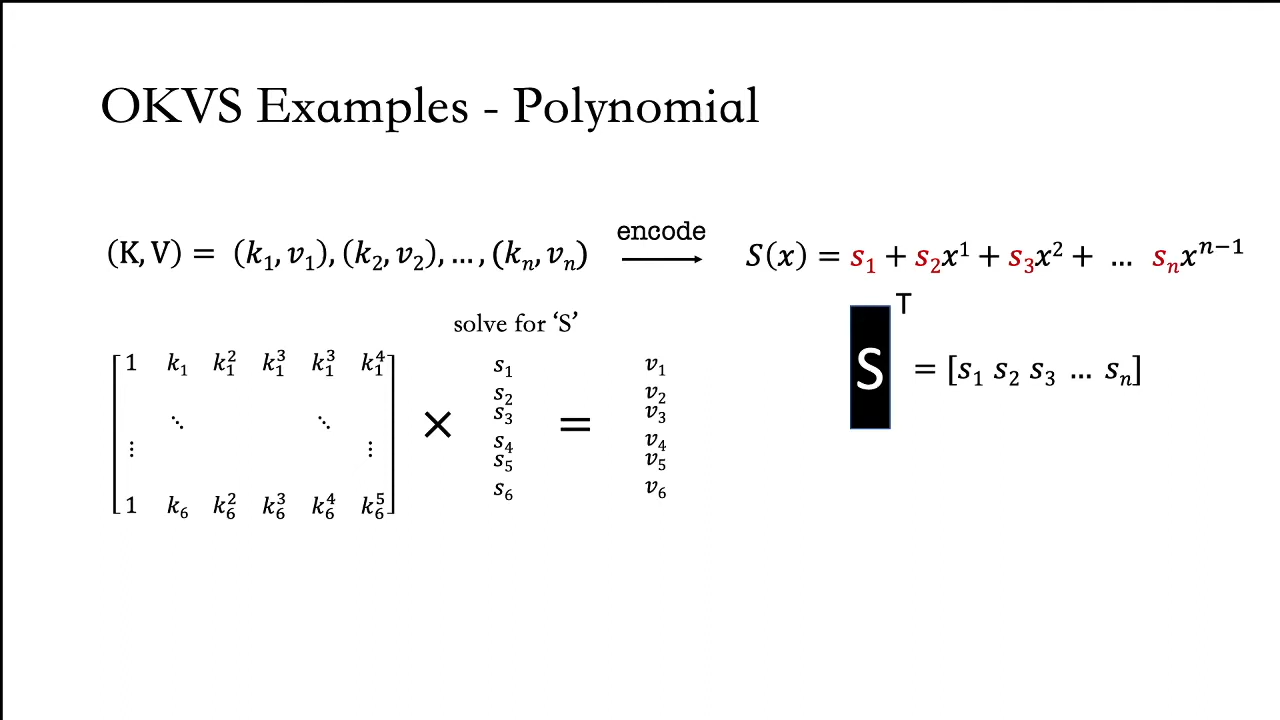 OKVS Examples - Polynomial
(K, V) = (k₁, v₁), (k₂, v₂), … , (kₙ, vₙ) encode S(x) = s₁ + s₂x¹ + s₃x² + … sₙxⁿ⁻¹
solve for ‘S’
S ᵀ = [s₁ s₂ s₃ … sₙ]
1 k₁ k₁² k₁³ k₁³ k₁⁴
⋱ ⋱
⋮ ⋮
1 k₆ k₆² k₆³ k₆⁴ k₆⁵
×
s₁
s₂
s₃
s₄
s₅
s₆
=
v₁
v₂
v₃
v₄
v₅
v₆